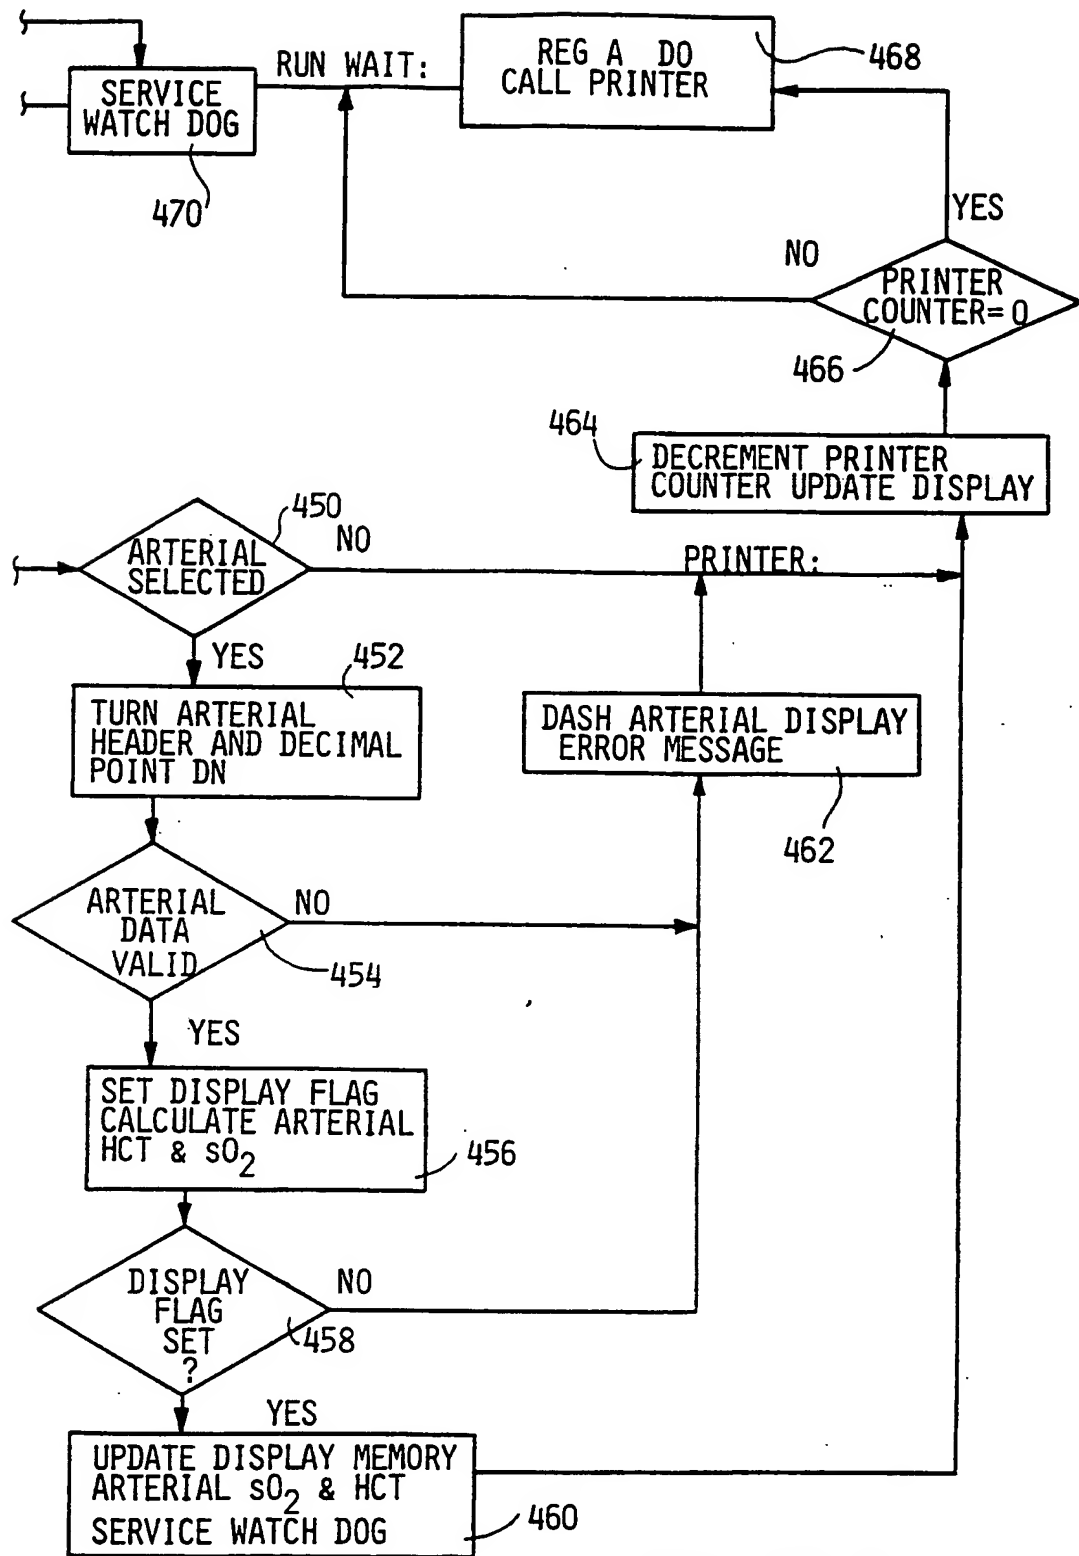 RUN WAIT:
REG A DO
CALL PRINTER
468
SERVICE
WATCH DOG
470
YES
NO
PRINTER
COUNTER=0
466
464
DECREMENT PRINTER
COUNTER UPDATE DISPLAY
450
ARTERIAL
SELECTED
NO
PRINTER:
YES
452
TURN ARTERIAL
HEADER AND DECIMAL
POINT DN
DASH ARTERIAL DISPLAY
ERROR MESSAGE
462
ARTERIAL
DATA
VALID
NO
454
YES
SET DISPLAY FLAG
CALCULATE ARTERIAL
HCT & sO2
456
DISPLAY
FLAG
SET
?
NO
458
YES
UPDATE DISPLAY MEMORY
ARTERIAL sO2 & HCT
SERVICE WATCH DOG
460